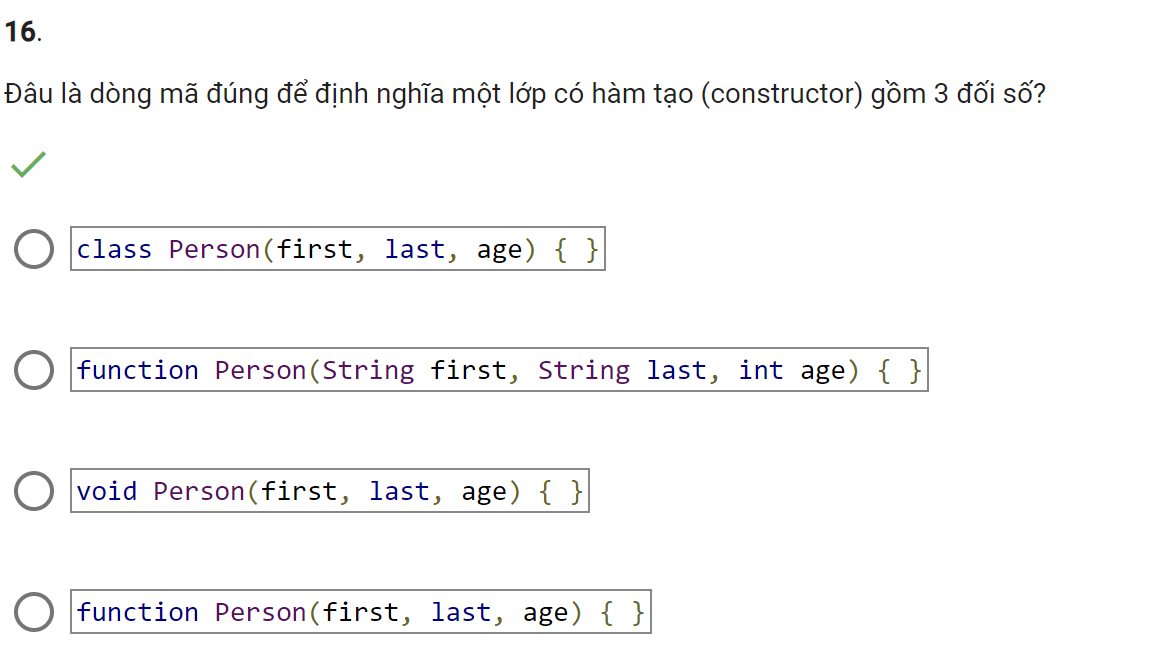 16.
Đâu là dòng mã đúng để định nghĩa một lớp có hàm tạo (constructor) gồm 3 đối số?
class Person(first, last, age) { }
function Person(String first, String last, int age) { }
void Person(first, last, age) { }
function Person(first, last, age) { }